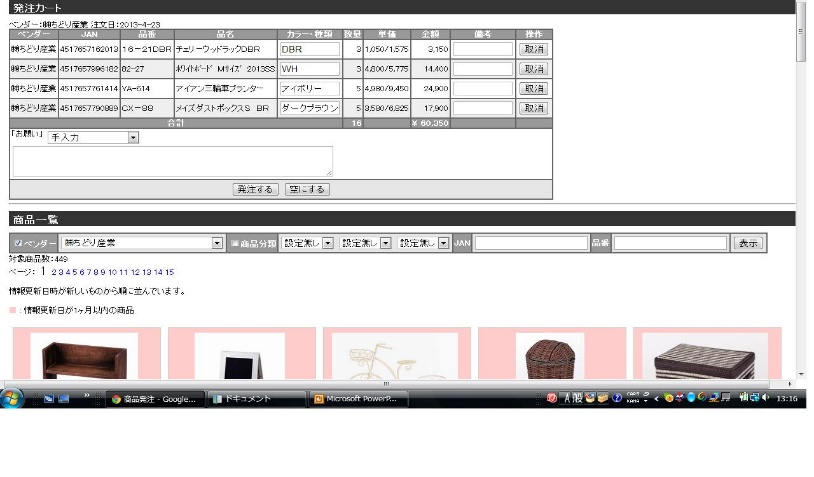 発注カート
ベンダー:㈱ちどり産業 注文日:2013-4-23
ベンダー JAN 品番 品名 カラー・種類 数量 単価 金額 備考 操作
㈱ちどり産業 4517657162013 16-21DBR チェリーウッドラックDBR DBR 3 1,050/1,575 3,150 取消
㈱ちどり産業 4517657996182 82-27 ﾎﾜｲﾄﾎﾞｰﾄﾞ Mｻｲｽﾞ 2013SS WH 3 4,800/5,775 14,400 取消
㈱ちどり産業 4517657761414 YA-614 アイアン三輪車プランター アイボリー 5 4,980/9,450 24,900 取消
㈱ちどり産業 4517657790889 CX-88 メイズダストボックスS BR ダークブラウン 5 3,580/6,825 17,900 取消
合計 16 ¥ 60,350
「お願い」 手入力
発注する 空にする
商品一覧
ベンダー ㈱ちどり産業 商品分類 設定無し 設定無し 設定無し JAN 品番 表示
対象商品数:449
ページ: 1 2 3 4 5 6 7 8 9 10 11 12 13 14 15
情報更新日時が新しいものから順に並んでいます。
:情報更新日が1ヶ月以内の商品
商品発注 - Google... ドキュメント Microsoft PowerP... A 般 CAPS KANA 13:16